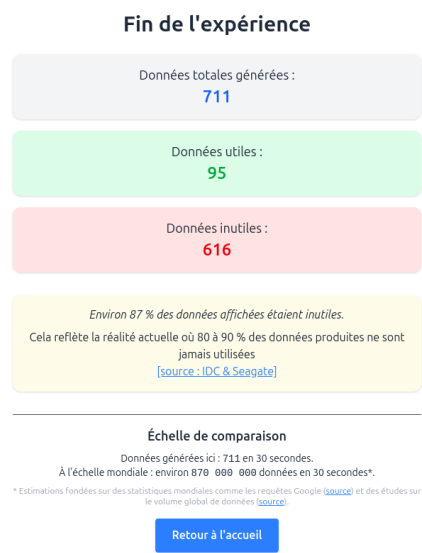 Fin de l'expérience
Données totales générées :
711
Données utiles :
95
Données inutiles :
616
Environ 87 % des données affichées étaient inutiles.
Cela reflète la réalité actuelle où 80 à 90 % des données produites ne sont
jamais utilisées
[source : IDC & Seagate]
Échelle de comparaison
Données générées ici : 711 en 30 secondes.
À l'échelle mondiale : environ 870 000 000 données en 30 secondes*.
* Estimations fondées sur des statistiques mondiales comme les requêtes Google (source) et des études sur
le volume global de données (source).
Retour à l'accueil